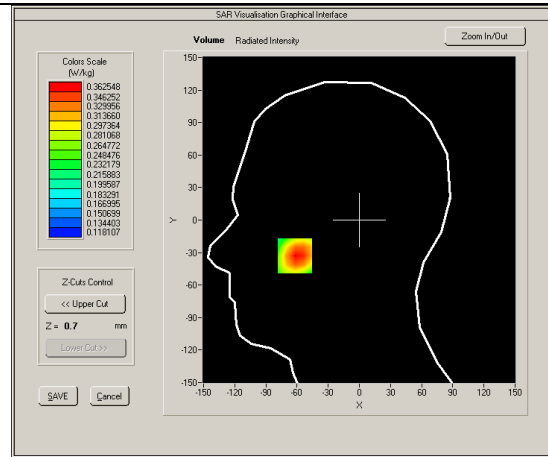 SAR Visualisation Graphical Interface
Volume Radiated Intensity
Zoom In/Out
Colors Scale
(W/kg)
0.362548
0.346252
0.329956
0.313660
0.297364
0.281068
0.264772
0.248476
0.232179
0.215883
0.199587
0.183291
0.166995
0.150699
0.134403
0.118107
Z-Cuts Control
<< Upper Cut
Z = 0.7 mm
Lower Cut >>
SAVE
Cancel
150
120
90
60
30
0
-30
-60
-90
-120
-150
Y
-150 -120 -90 -60 -30 0 30 60 90 120 150
X